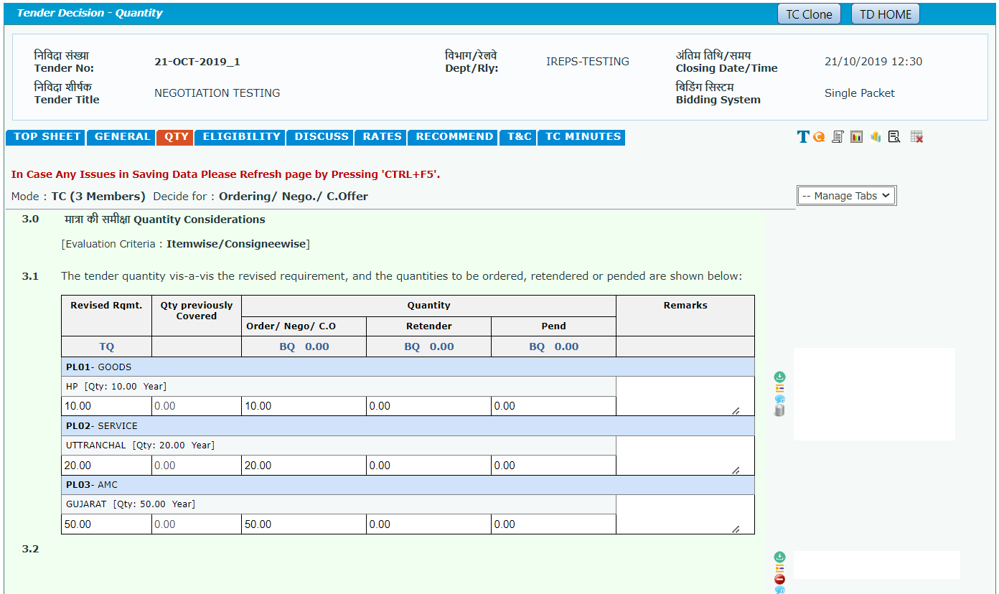 Tender Decision - Quantity TC Clone TD HOME
निविदा संख्या
Tender No: 21-OCT-2019_1 विभाग/रेलवे
Dept/Rly: IREPS-TESTING अंतिम तिथि/समय
Closing Date/Time 21/10/2019 12:30
निविदा शीर्षक
Tender Title NEGOTIATION TESTING बिडिंग सिस्टम
Bidding System Single Packet
TOP SHEET GENERAL QTY ELIGIBILITY DISCUSS RATES RECOMMEND T&C TC MINUTES
In Case Any Issues in Saving Data Please Refresh page by Pressing 'CTRL+F5'.
Mode : TC (3 Members) Decide for : Ordering/ Nego./ C.Offer -- Manage Tabs
3.0 मात्रा की समीक्षा Quantity Considerations
[Evaluation Criteria : Itemwise/Consigneewise]
3.1 The tender quantity vis-a-vis the revised requirement, and the quantities to be ordered, retendered or pended are shown below:
Revised Rqmt. Qty previously Covered Quantity Remarks
Order/ Nego/ C.O Retender Pend
TQ BQ 0.00 BQ 0.00 BQ 0.00
PL01- GOODS
HP [Qty: 10.00 Year]
10.00 0.00 10.00 0.00 0.00
PL02- SERVICE
UTTRANCHAL [Qty: 20.00 Year]
20.00 0.00 20.00 0.00 0.00
PL03- AMC
GUJARAT [Qty: 50.00 Year]
50.00 0.00 50.00 0.00 0.00
3.2